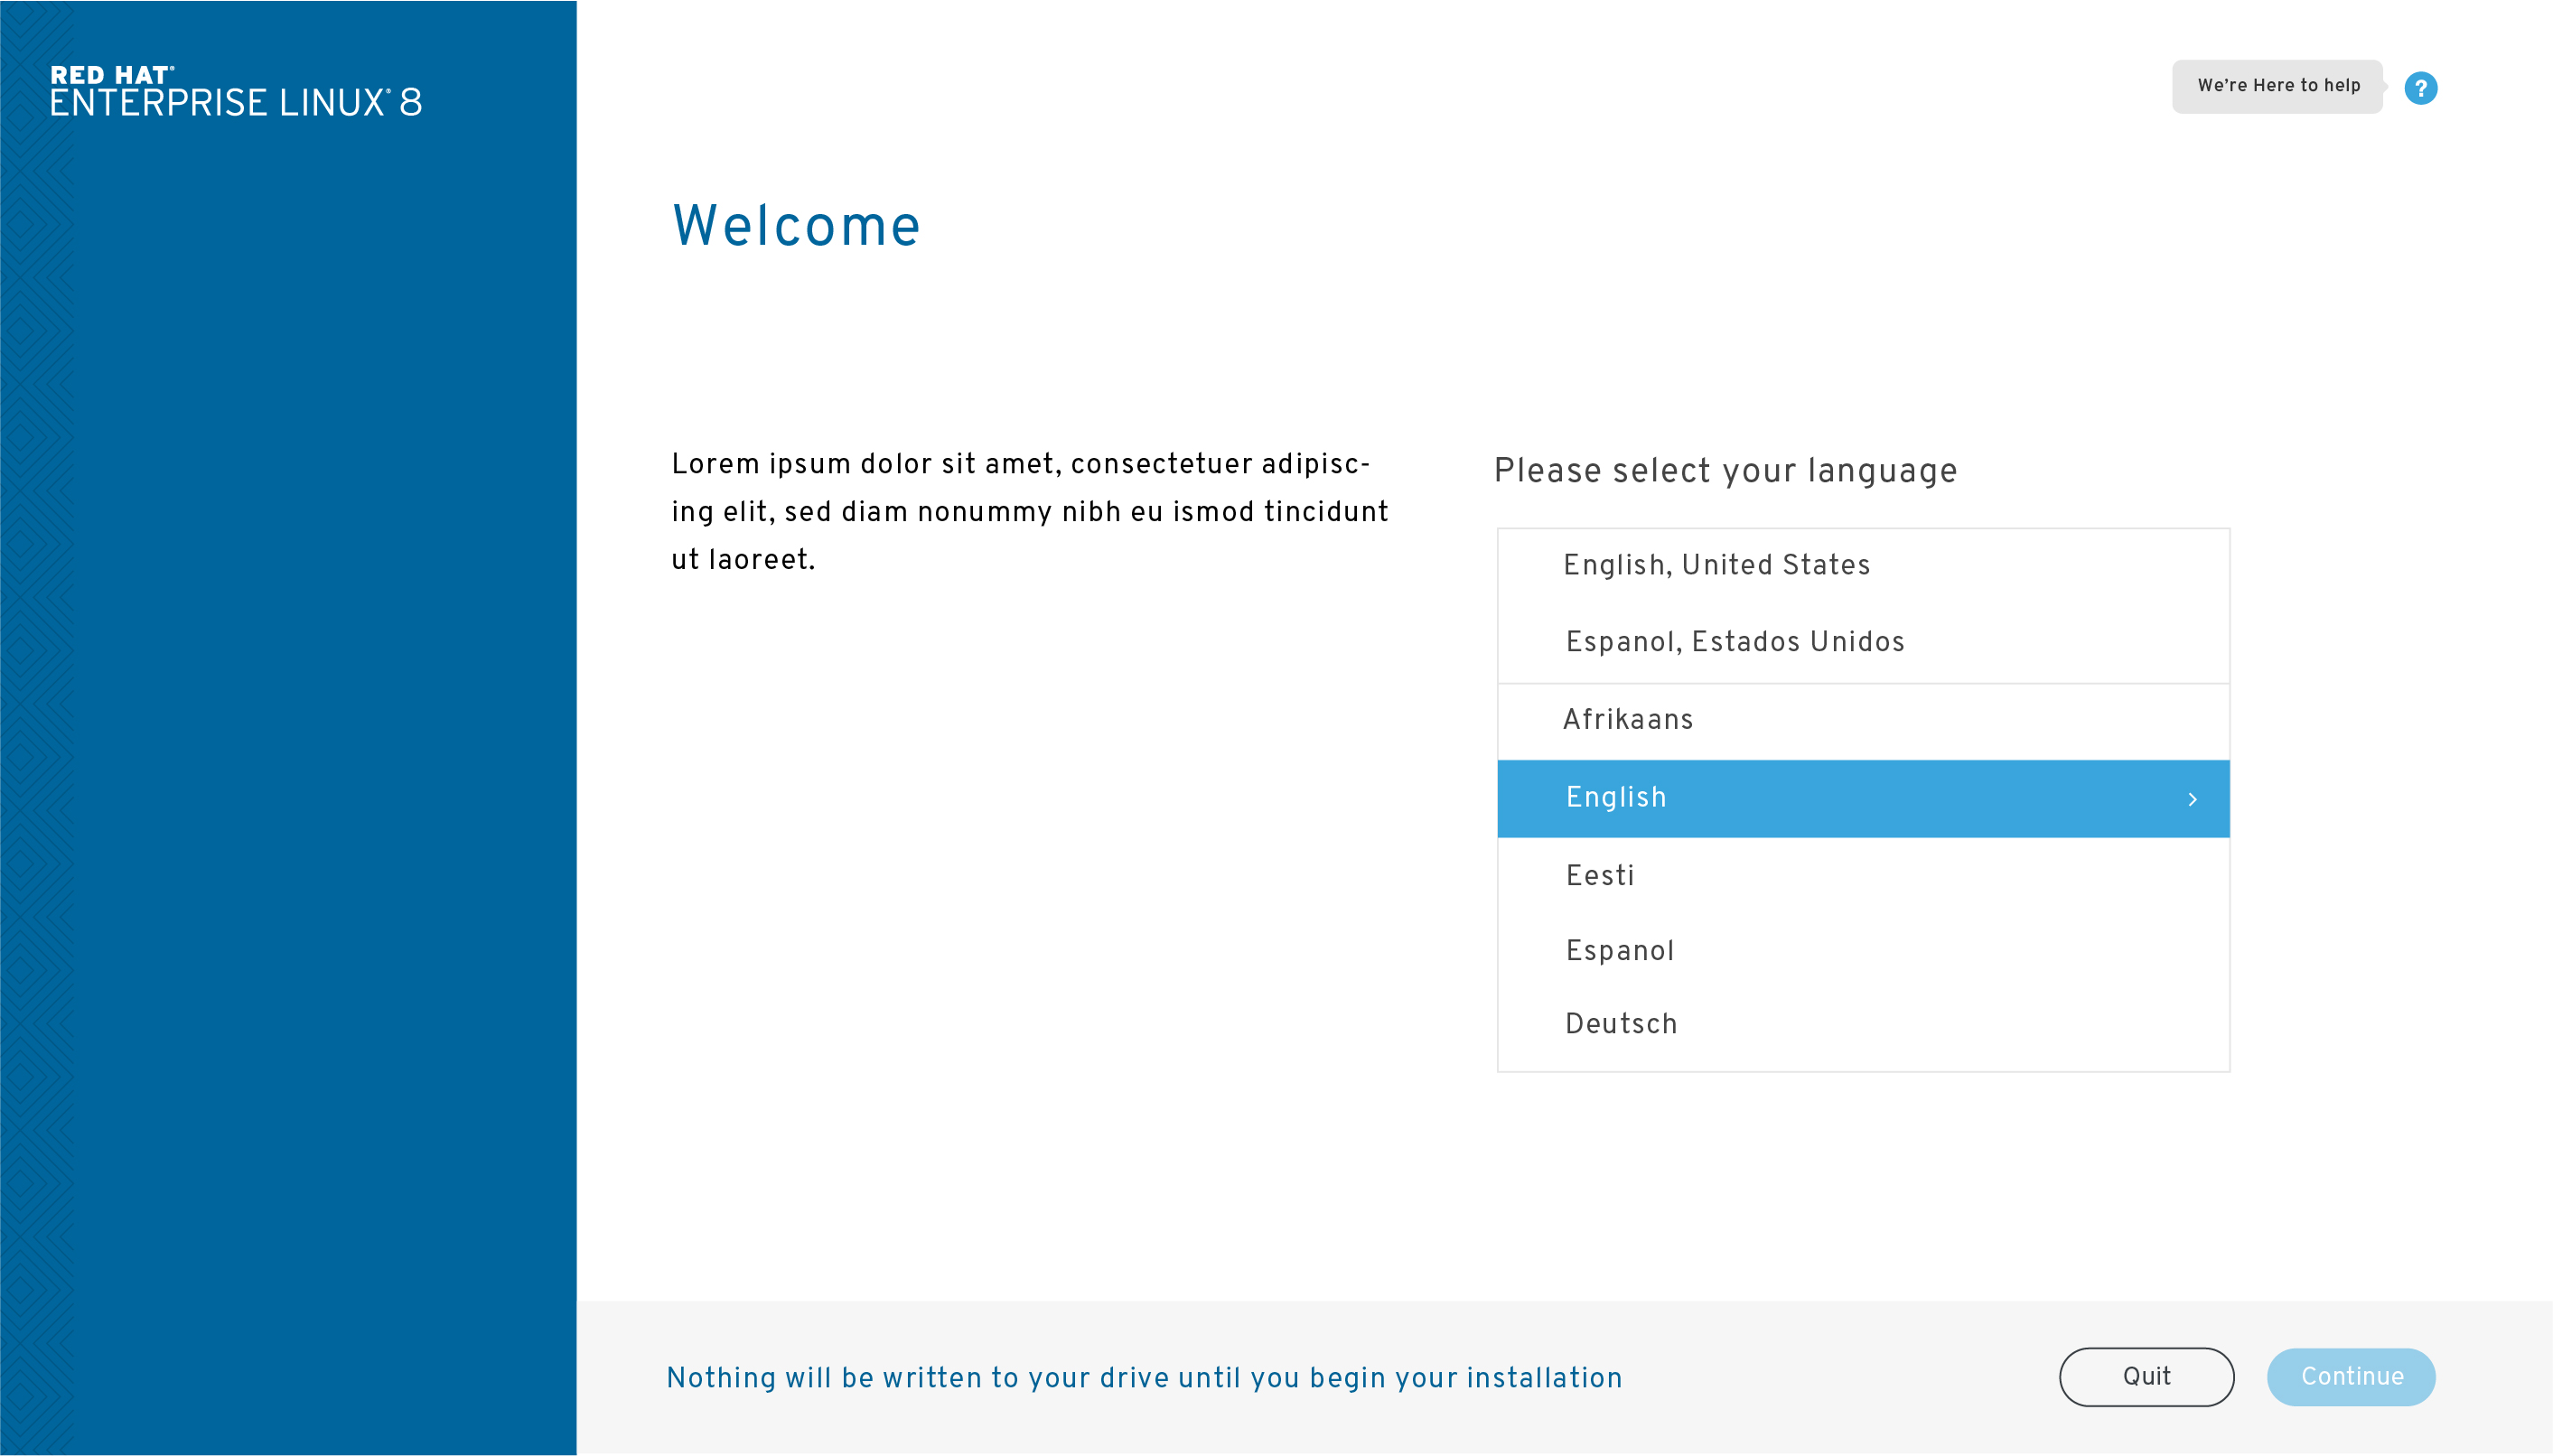 RED HAT®
ENTERPRISE LINUX® 8
We’re Here to help
?
Welcome
Lorem ipsum dolor sit amet, consectetuer adipisc-
ing elit, sed diam nonummy nibh eu ismod tincidunt
ut laoreet.
Please select your language
English, United States
Espanol, Estados Unidos
Afrikaans
English
Eesti
Espanol
Deutsch
Nothing will be written to your drive until you begin your installation
Quit
Continue